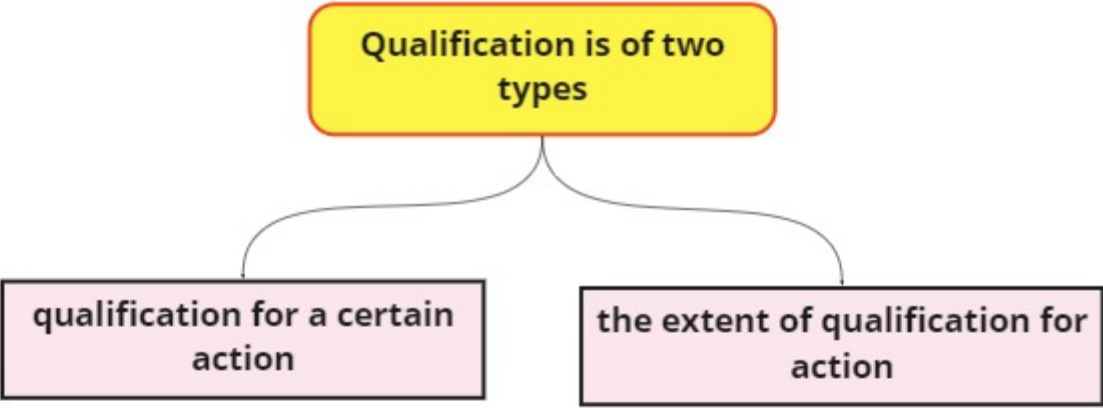 Qualification is of two
types
qualification for a certain
action
the extent of qualification for
action